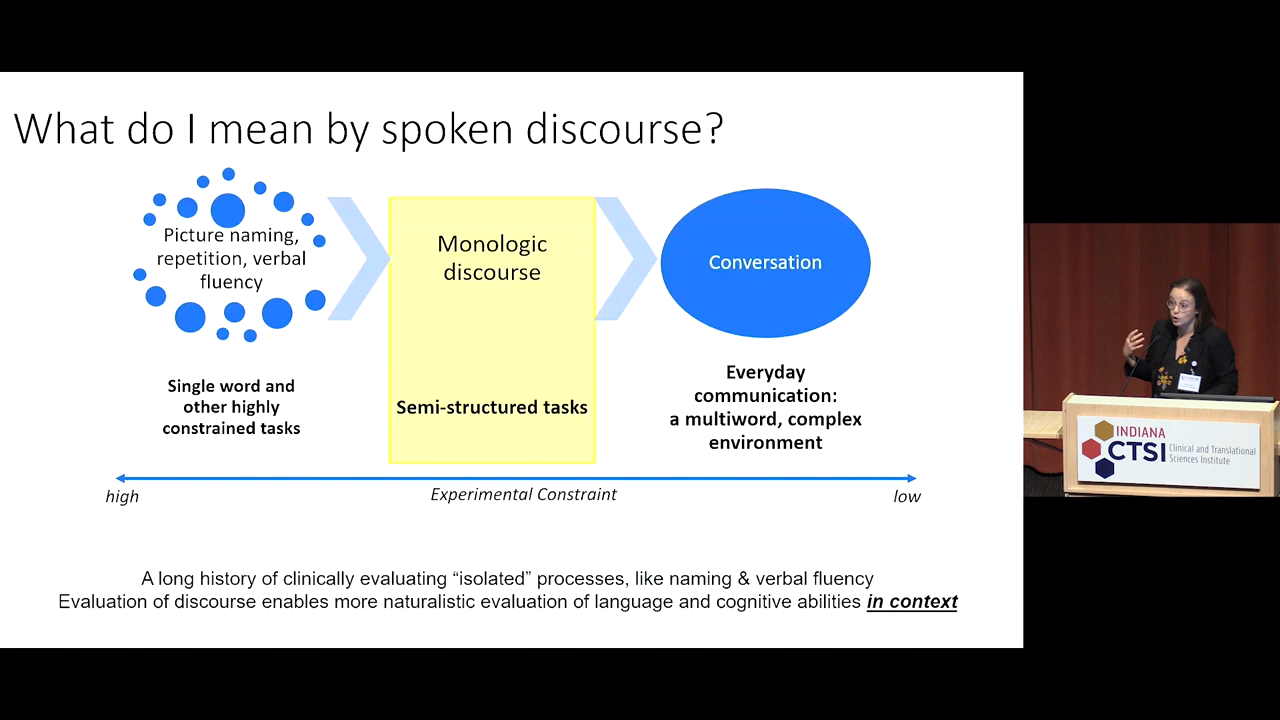 What do I mean by spoken discourse?
Picture naming,
repetition, verbal
fluency
Monologic
discourse
Conversation
Single word and
other highly
constrained tasks
Semi-structured tasks
Everyday
communication:
a multiword, complex
environment
high
Experimental Constraint
low
A long history of clinically evaluating “isolated” processes, like naming & verbal fluency
Evaluation of discourse enables more naturalistic evaluation of language and cognitive abilities in context
INDIANA
CTSI
Clinical and Translational
Sciences Institute